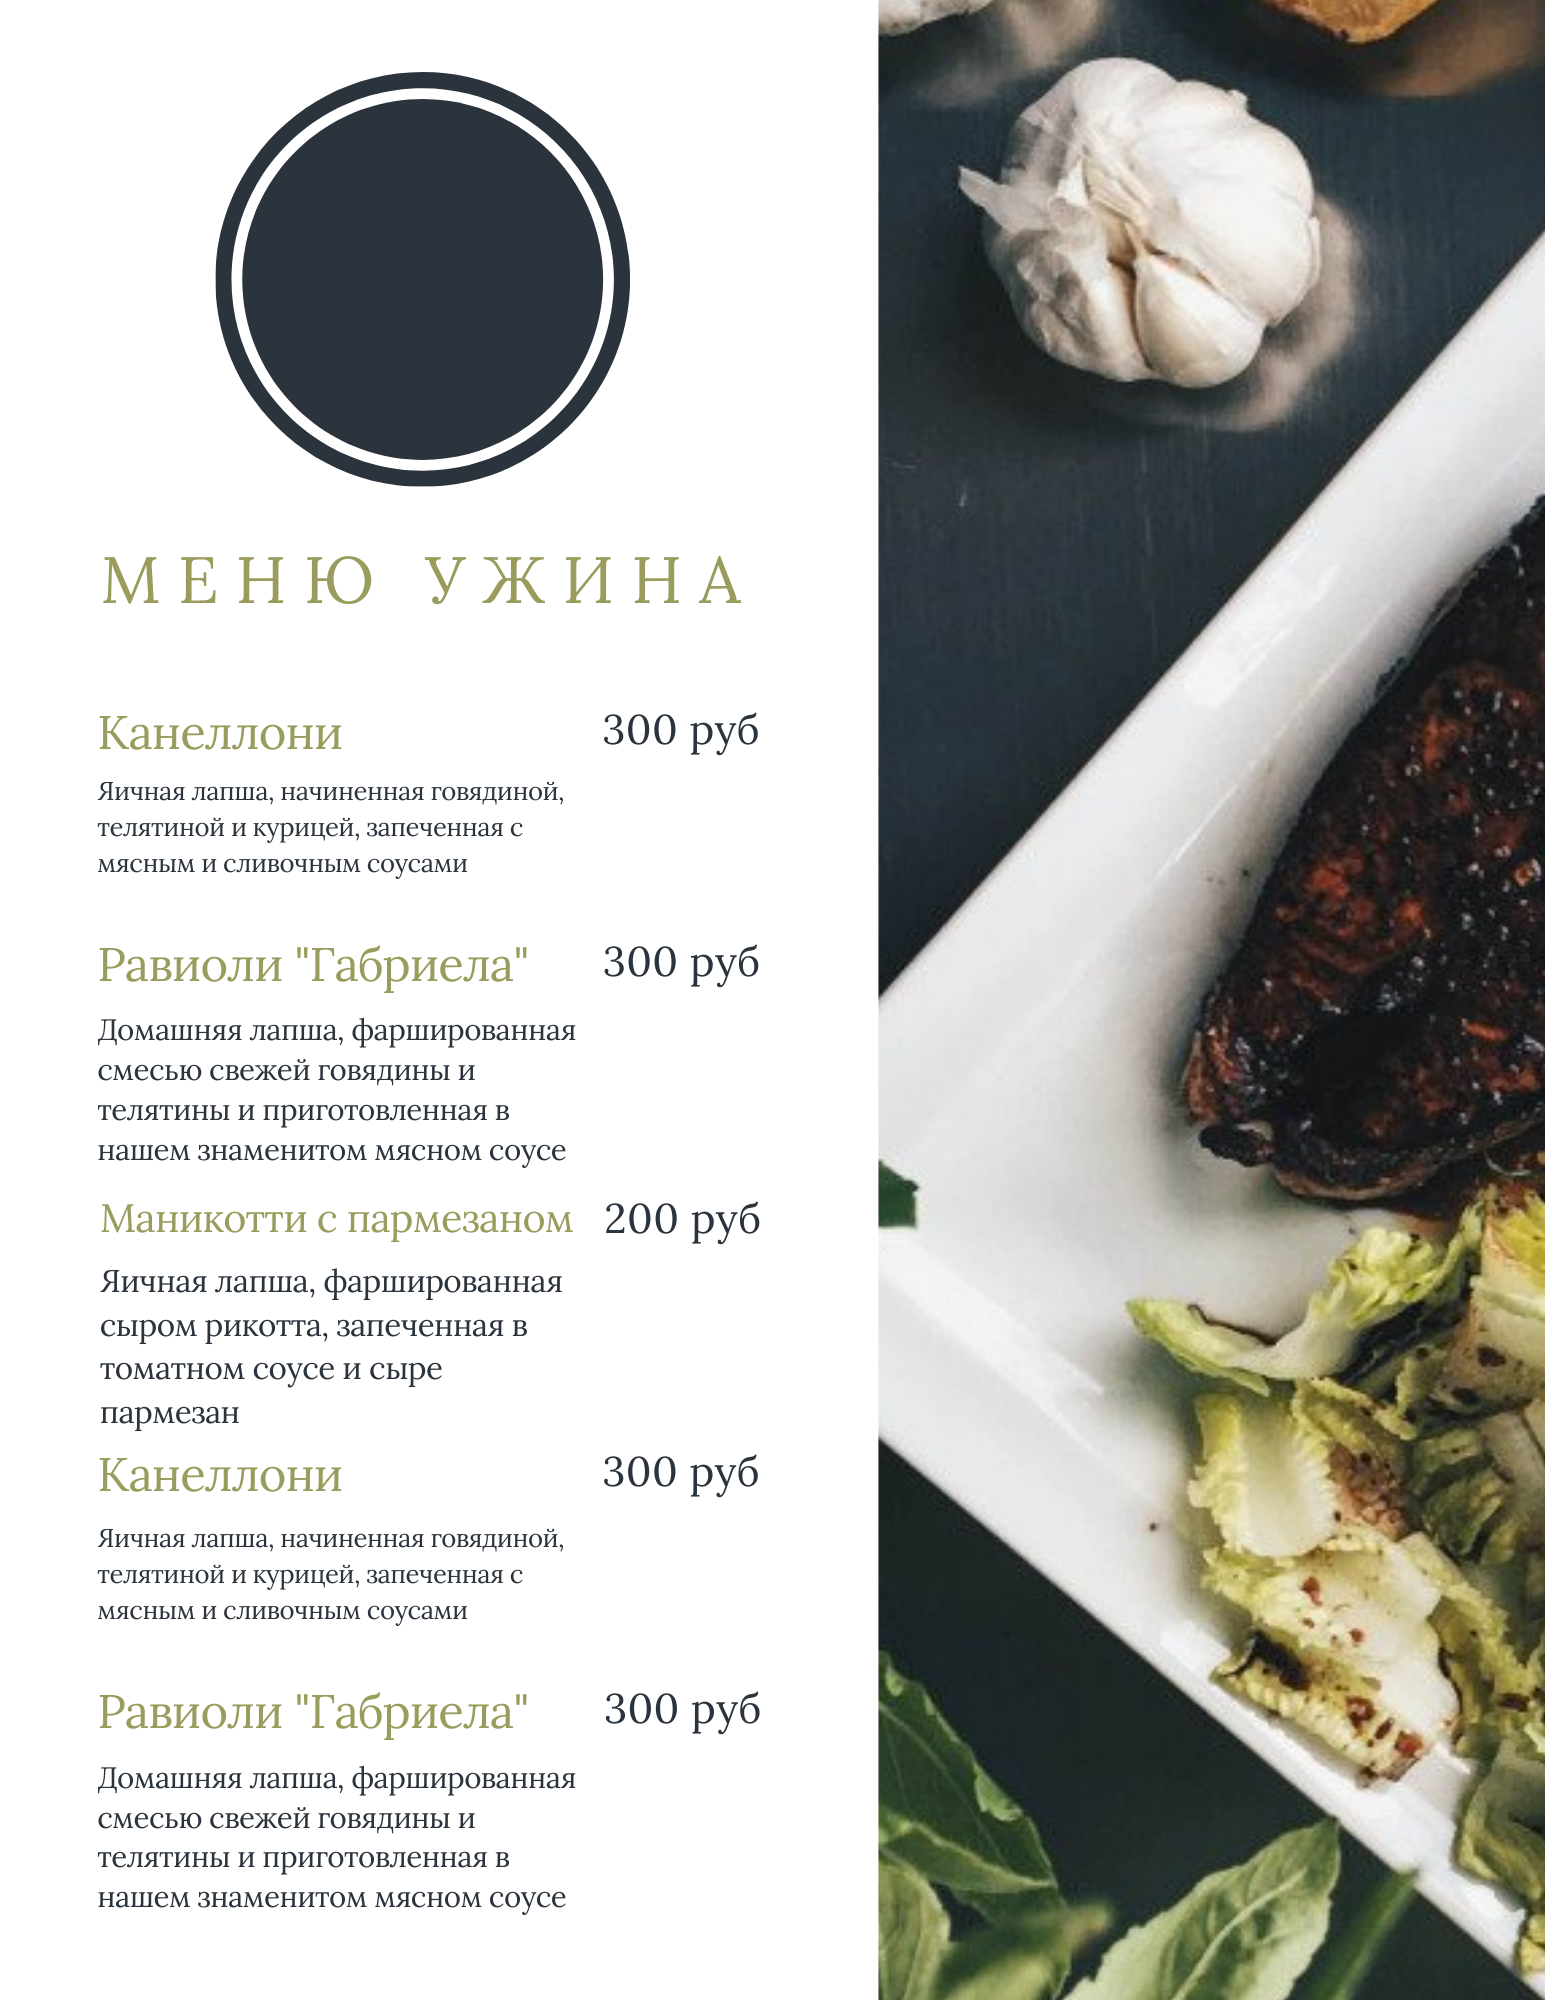 МЕНЮ УЖИНА
Канеллони 300 руб
Яичная лапша, начиненная говядиной,
телятиной и курицей, запеченная с
мясным и сливочным соусами
Равиоли "Габриела" 300 руб
Домашняя лапша, фаршированная
смесью свежей говядины и
телятины и приготовленная в
нашем знаменитом мясном соусе
Маникотти с пармезаном 200 руб
Яичная лапша, фаршированная
сыром рикотта, запеченная в
томатном соусе и сыре
пармезан
Канеллони 300 руб
Яичная лапша, начиненная говядиной,
телятиной и курицей, запеченная с
мясным и сливочным соусами
Равиоли "Габриела" 300 руб
Домашняя лапша, фаршированная
смесью свежей говядины и
телятины и приготовленная в
нашем знаменитом мясном соусе